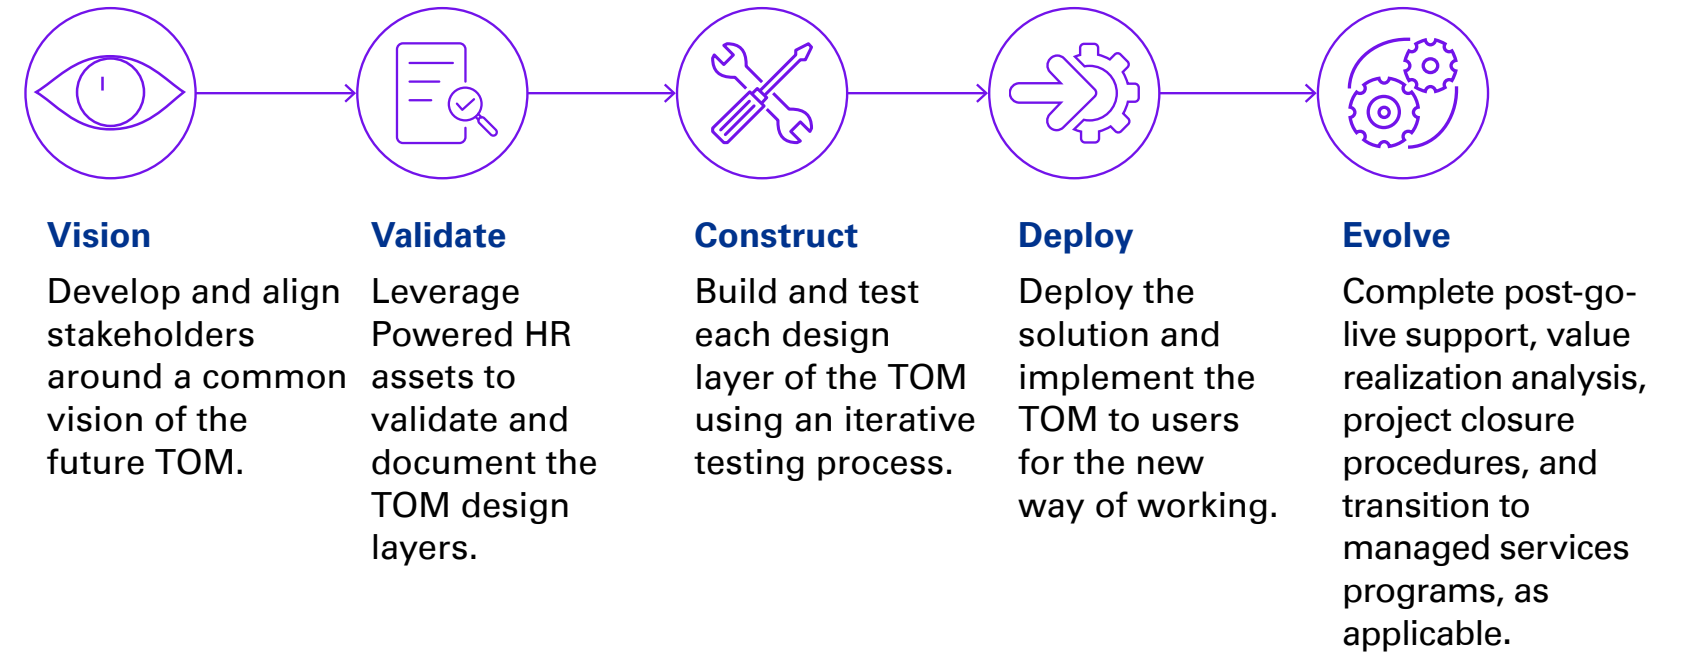 Vision
Develop and align
stakeholders
around a common
vision of the
future TOM.
Validate
Leverage
Powered HR
assets to
validate and
document the
TOM design
layers.
Construct
Build and test
each design
layer of the TOM
using an iterative
testing process.
Deploy
Deploy the
solution and
implement the
TOM to users
for the new
way of working.
Evolve
Complete post-go-
live support, value
realization analysis,
project closure
procedures, and
transition to
managed services
programs, as
applicable.